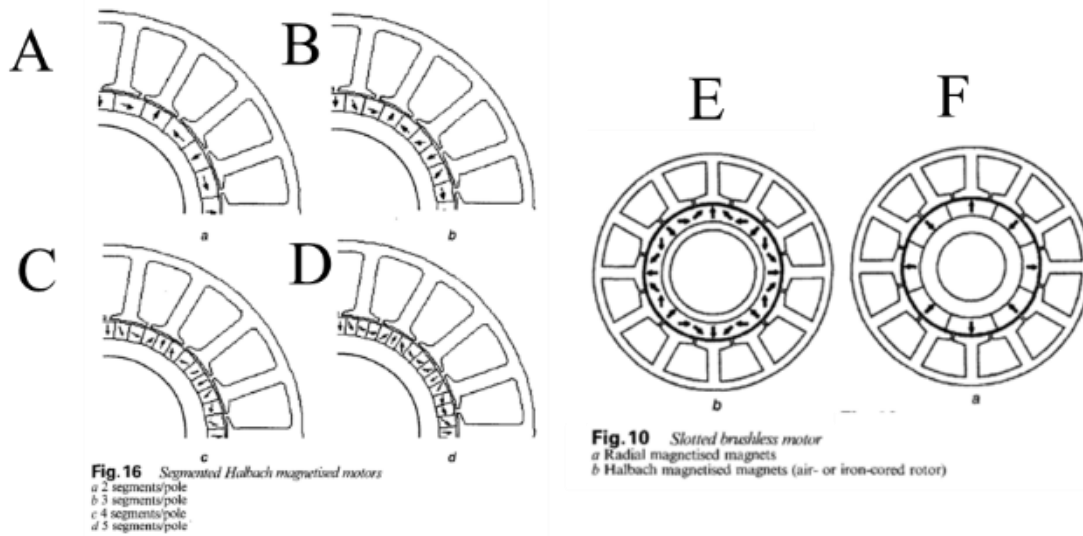 A
B
E
F
a
b
C
D
b
a
c
d
Fig. 10 Slotted brushless motor
a Radial magnetised magnets
b Halbach magnetised magnets (air- or iron-cored rotor)
Fig. 16 Segmented Halbach magnetised motors
a 2 segments/pole
b 3 segments/pole
c 4 segments/pole
d 5 segments/pole